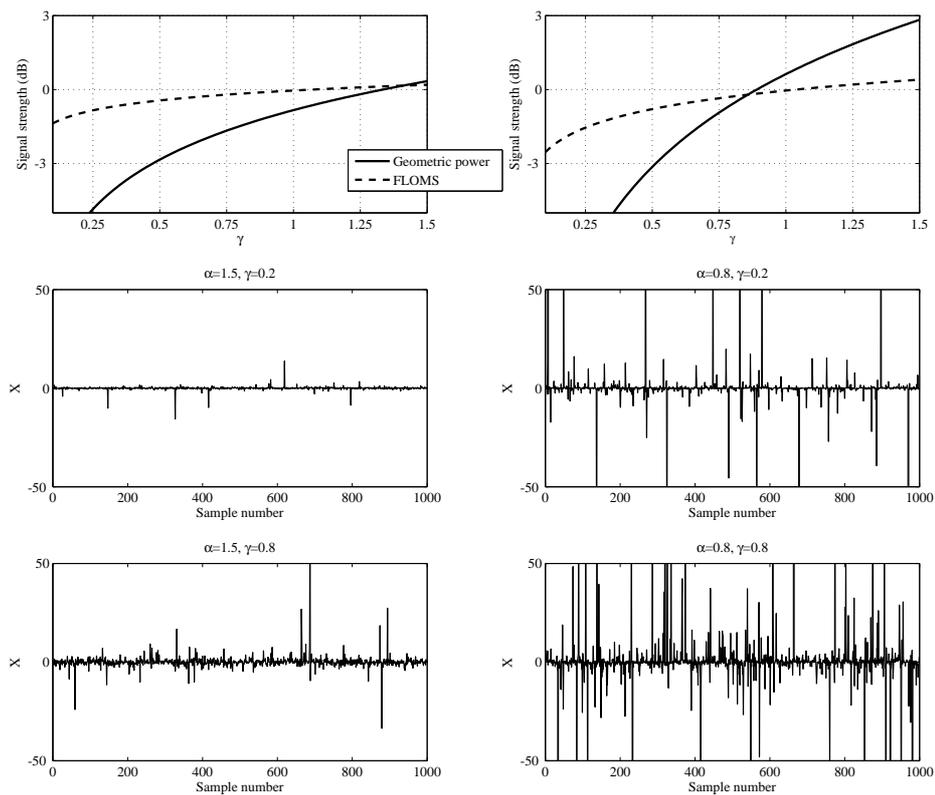 3
0
-3
Signal strength (dB)
0.25 0.5 0.75 1 1.25 1.5
γ
Geometric power
FLOMS
3
0
-3
Signal strength (dB)
0.25 0.5 0.75 1 1.25 1.5
γ
α=1.5, γ=0.2
50
0
-50
X
0 200 400 600 800 1000
Sample number
α=0.8, γ=0.2
50
0
-50
X
0 200 400 600 800 1000
Sample number
α=1.5, γ=0.8
50
0
-50
X
0 200 400 600 800 1000
Sample number
α=0.8, γ=0.8
50
0
-50
X
0 200 400 600 800 1000
Sample number